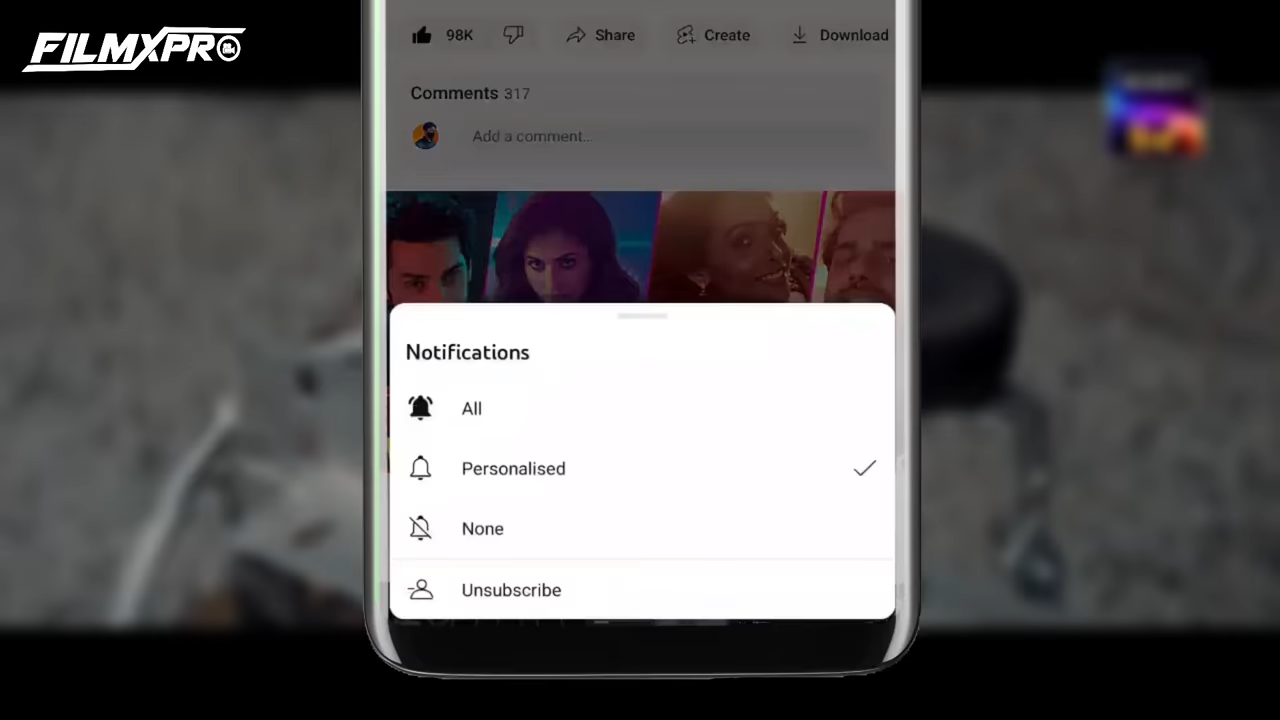 FILMXPRO
98K Share Create Download
Comments 317
Add a comment...
Notifications
All
Personalised
None
Unsubscribe